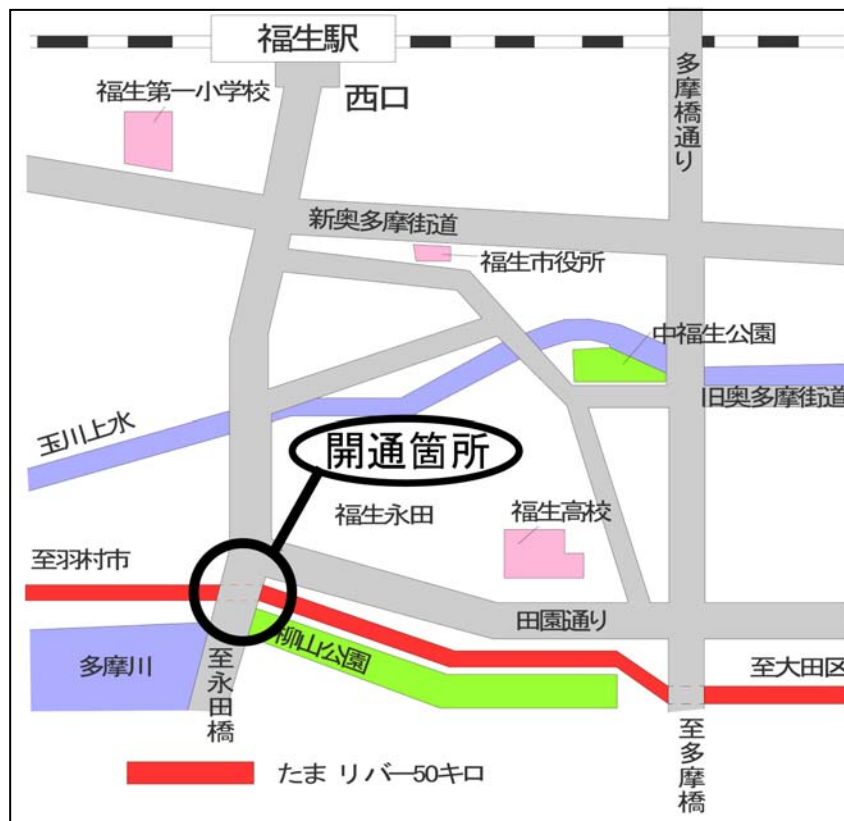 福生駅
西口
福生第一小学校
多摩橋通り
新奥多摩街道
福生市役所
中福生公園
旧奥多摩街道
玉川上水
開通箇所
福生永田
福生高校
至羽村市
田園通り
柳山公園
多摩川
至永田橋
至大田区
至多摩橋
たまリバー50キロ